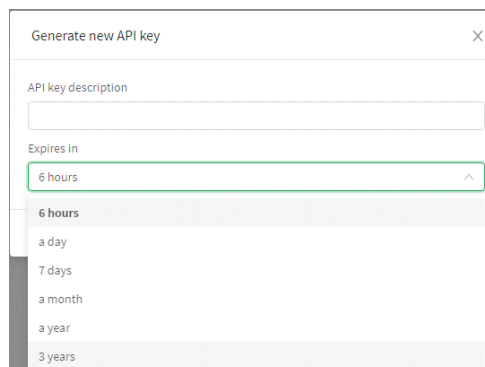 Generate new API key
API key description
Expires in
6 hours
6 hours
a day
7 days
a month
a year
3 years